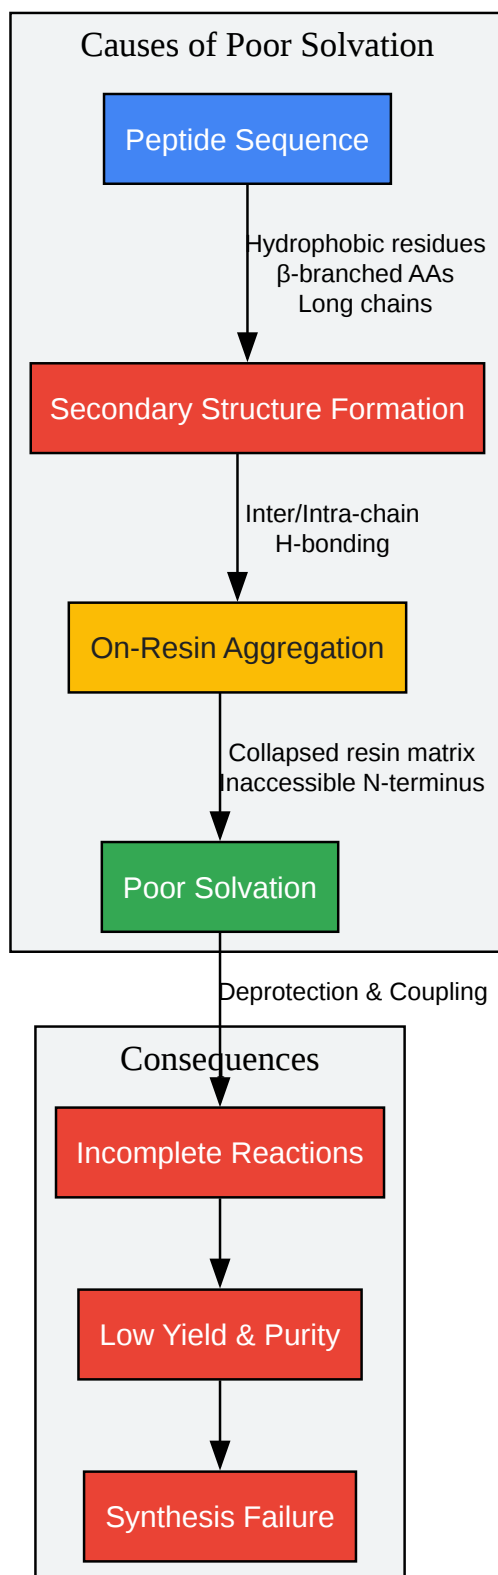 Causes of Poor Solvation
Peptide Sequence
Hydrophobic residues
β-branched AAs
Long chains
Secondary Structure Formation
Inter/Intra-chain
H-bonding
On-Resin Aggregation
Collapsed resin matrix
Inaccessible N-terminus
Poor Solvation
Deprotection & Coupling
Consequences
Incomplete Reactions
Low Yield & Purity
Synthesis Failure